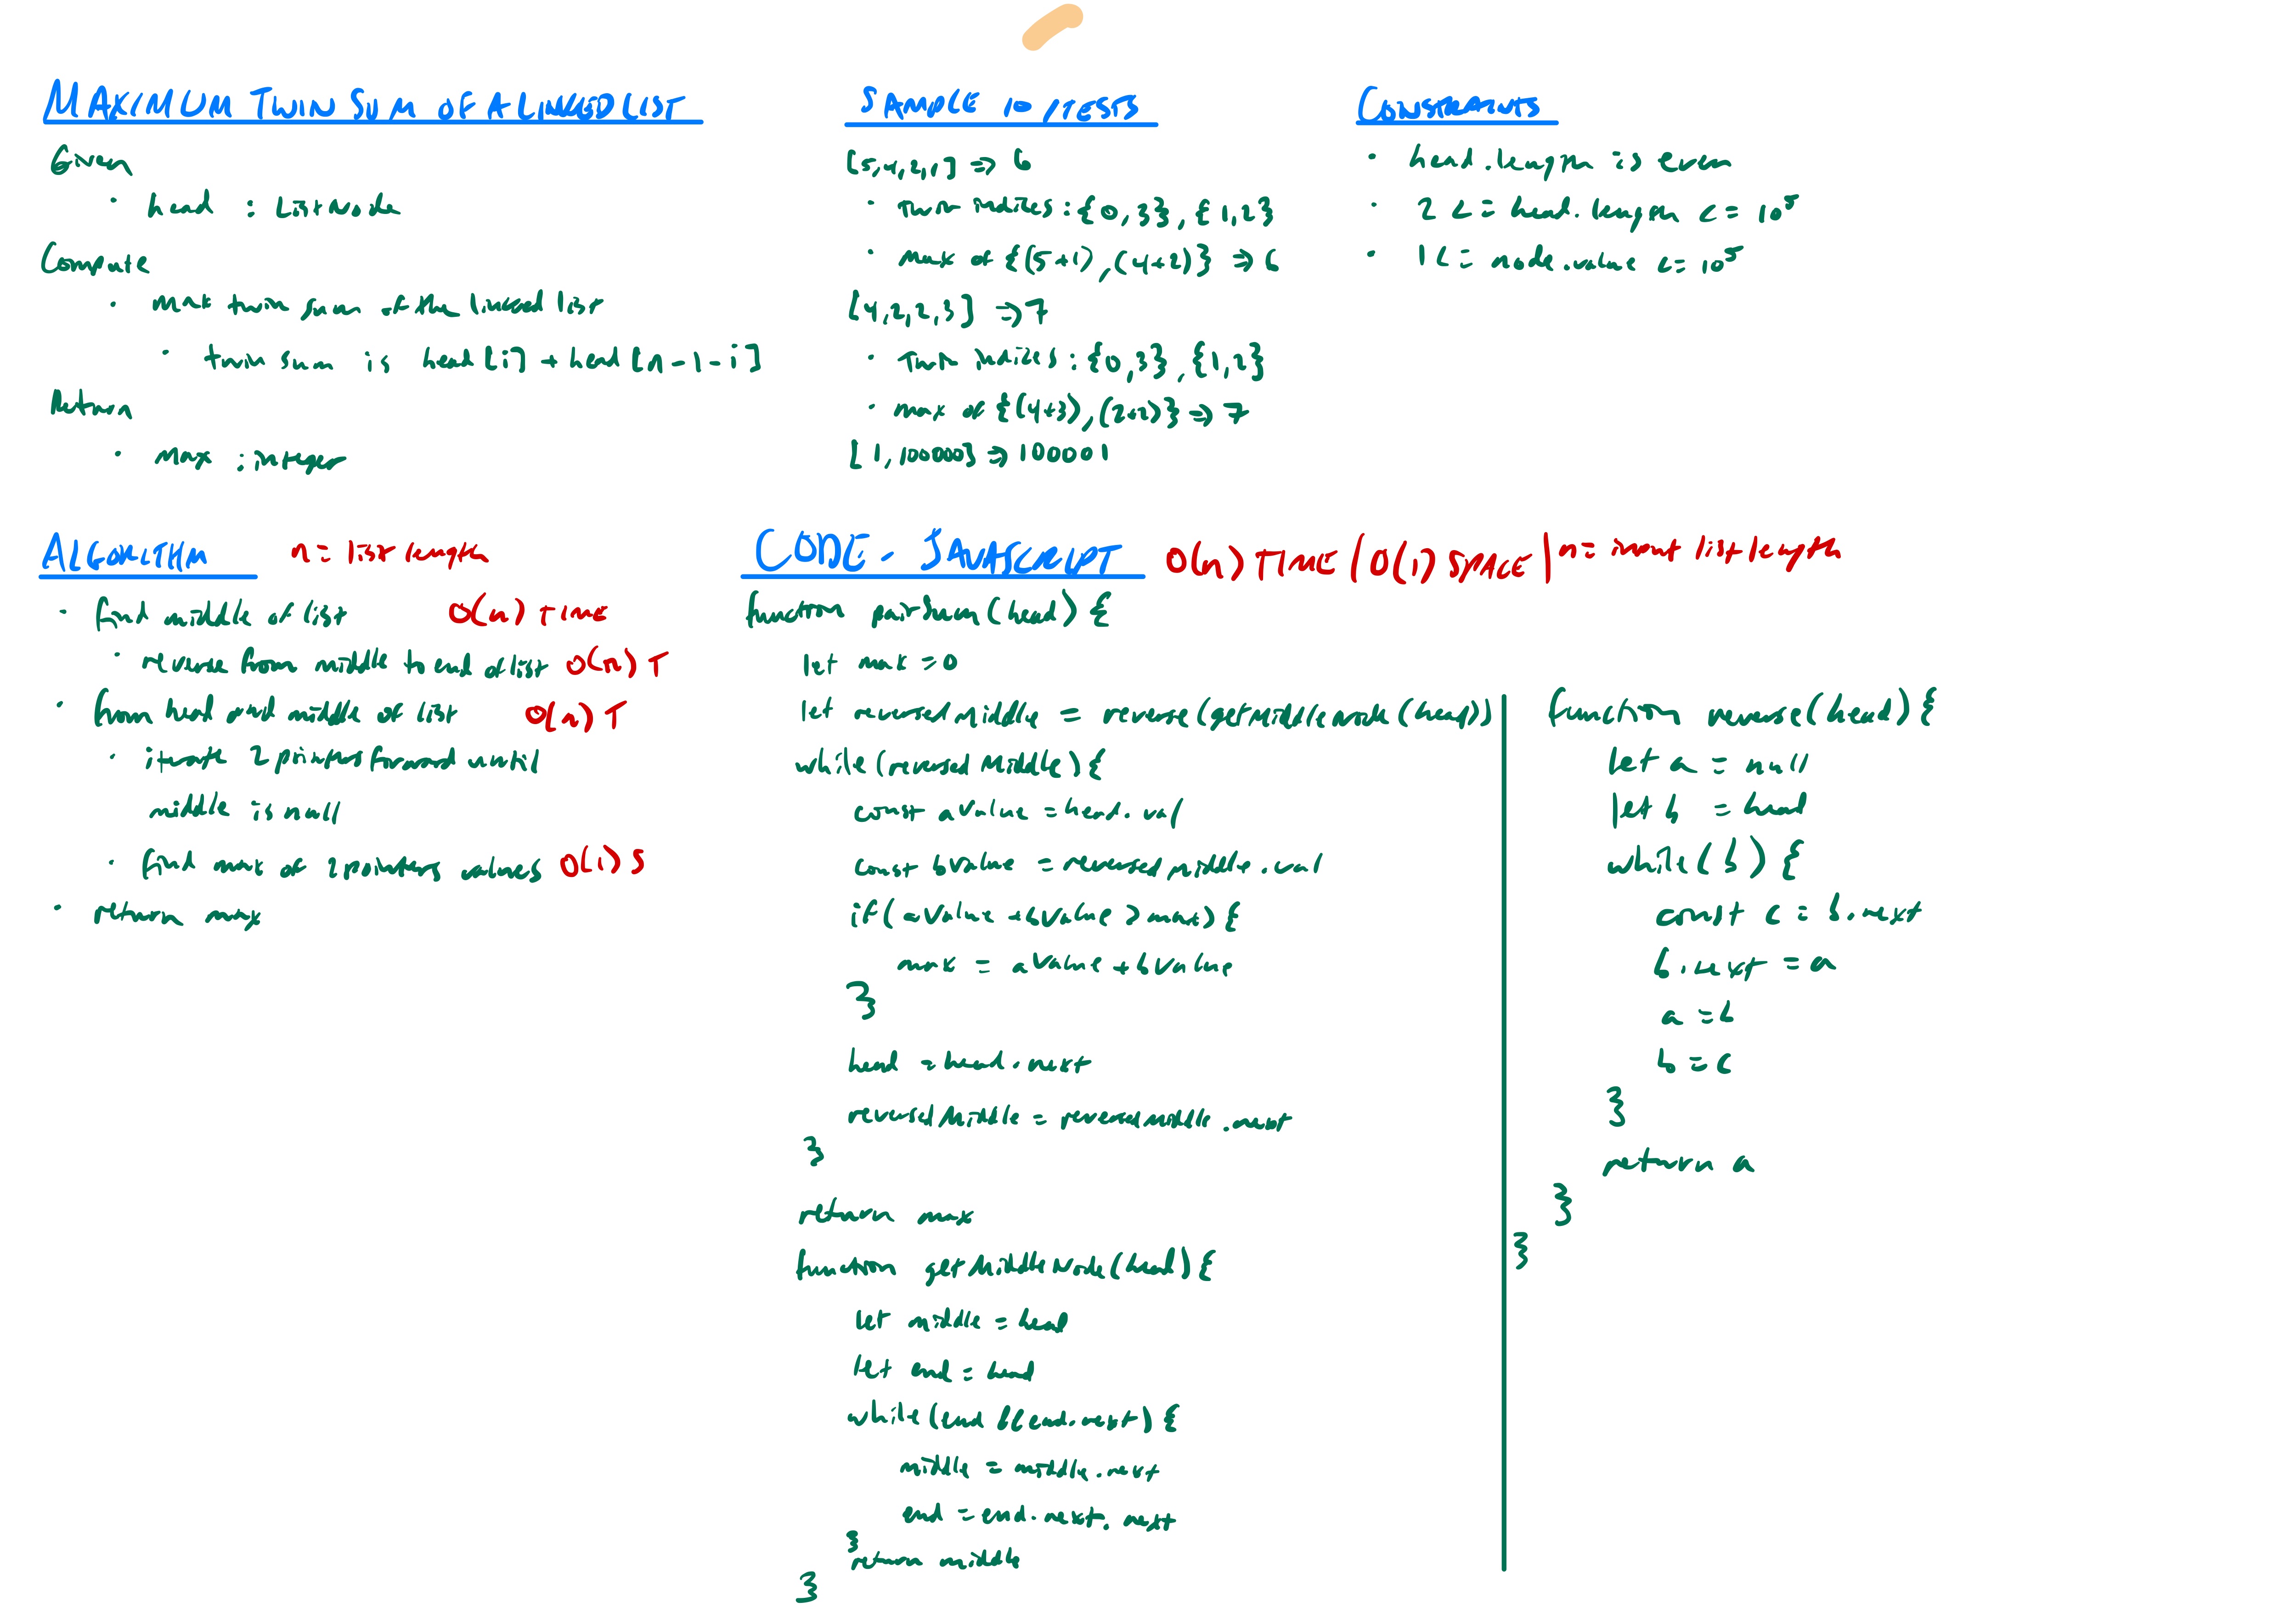 MAXIMUM TWIN SUM OF A LINKED LIST
Given
· head : ListNode
Compute
· max twin sum of the linked list
· twin sum is head[i] + head[n-1-i]
Return
· max : integer
SAMPLE IO/TESTS
[5,4,2,1] => 6
· twin indices : {0,3}, {1,2}
· max of {(5+1), (4+2)} => 6
[4,2,2,3] => 7
· Twin indices : {0,3}, {1,2}
· max of {(4+3), (2+2)} => 7
[1,100000] => 100001
CONSTRAINTS
· head.length is even
· 2 <= head.length <= 10⁵
· 1 <= node.value <= 10⁵
ALGORITHM n = list length
· find middle of list O(n) TIME
· reverse from middle to end of list O(n) T
· from head and middle of list O(n) T
· iterate 2 pointers forward until
middle is null
· find max of 2 pointers values O(1) S
· return max
CODE - JAVASCRIPT O(n) TIME / O(1) SPACE | n = input list length
function pairSum(head) {
let max = 0
let reversedMiddle = reverse(getMiddleNode(head))
while(reversedMiddle) {
const aValue = head.val
const bValue = reversedMiddle.val
if(aValue + bValue > max) {
max = aValue + bValue
}
head = head.next
reversedMiddle = reversedMiddle.next
}
return max
function getMiddleNode(head) {
let middle = head
let end = head
while(end && end.next) {
middle = middle.next
end = end.next.next
}
return middle
}
function reverse(head) {
let a = null
let b = head
while(b) {
const c = b.next
b.next = a
a = b
b = c
}
return a
}
}